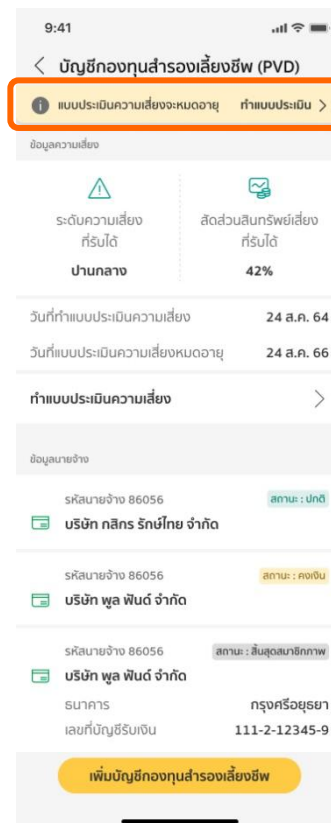 9:41
บัญชีกองทุนสำรองเลี้ยงชีพ (PVD)
แบบประเมินความเสี่ยงจะหมดอายุ ทำแบบประเมิน
ข้อมูลความเสี่ยง
ระดับความเสี่ยง สัดส่วนสินทรัพย์เสี่ยง
ที่รับได้ ที่รับได้
ปานกลาง 42%
วันที่ทำแบบประเมินความเสี่ยง 24 ส.ค. 64
วันที่แบบประเมินความเสี่ยงหมดอายุ 24 ส.ค. 66
ทำแบบประเมินความเสี่ยง
ข้อมูลนายจ้าง
รหัสนายจ้าง 86056 สถานะ : ปกติ
บริษัท กสิกร รักษ์ไทย จำกัด
รหัสนายจ้าง 86056 สถานะ : คงเงิน
บริษัท พูล ฟันด์ จำกัด
รหัสนายจ้าง 86056 สถานะ : สิ้นสุดสมาชิกภาพ
บริษัท พูล ฟันด์ จำกัด
ธนาคาร กรุงศรีอยุธยา
เลขที่บัญชีรับเงิน 111-2-12345-9
เพิ่มบัญชีกองทุนสำรองเลี้ยงชีพ